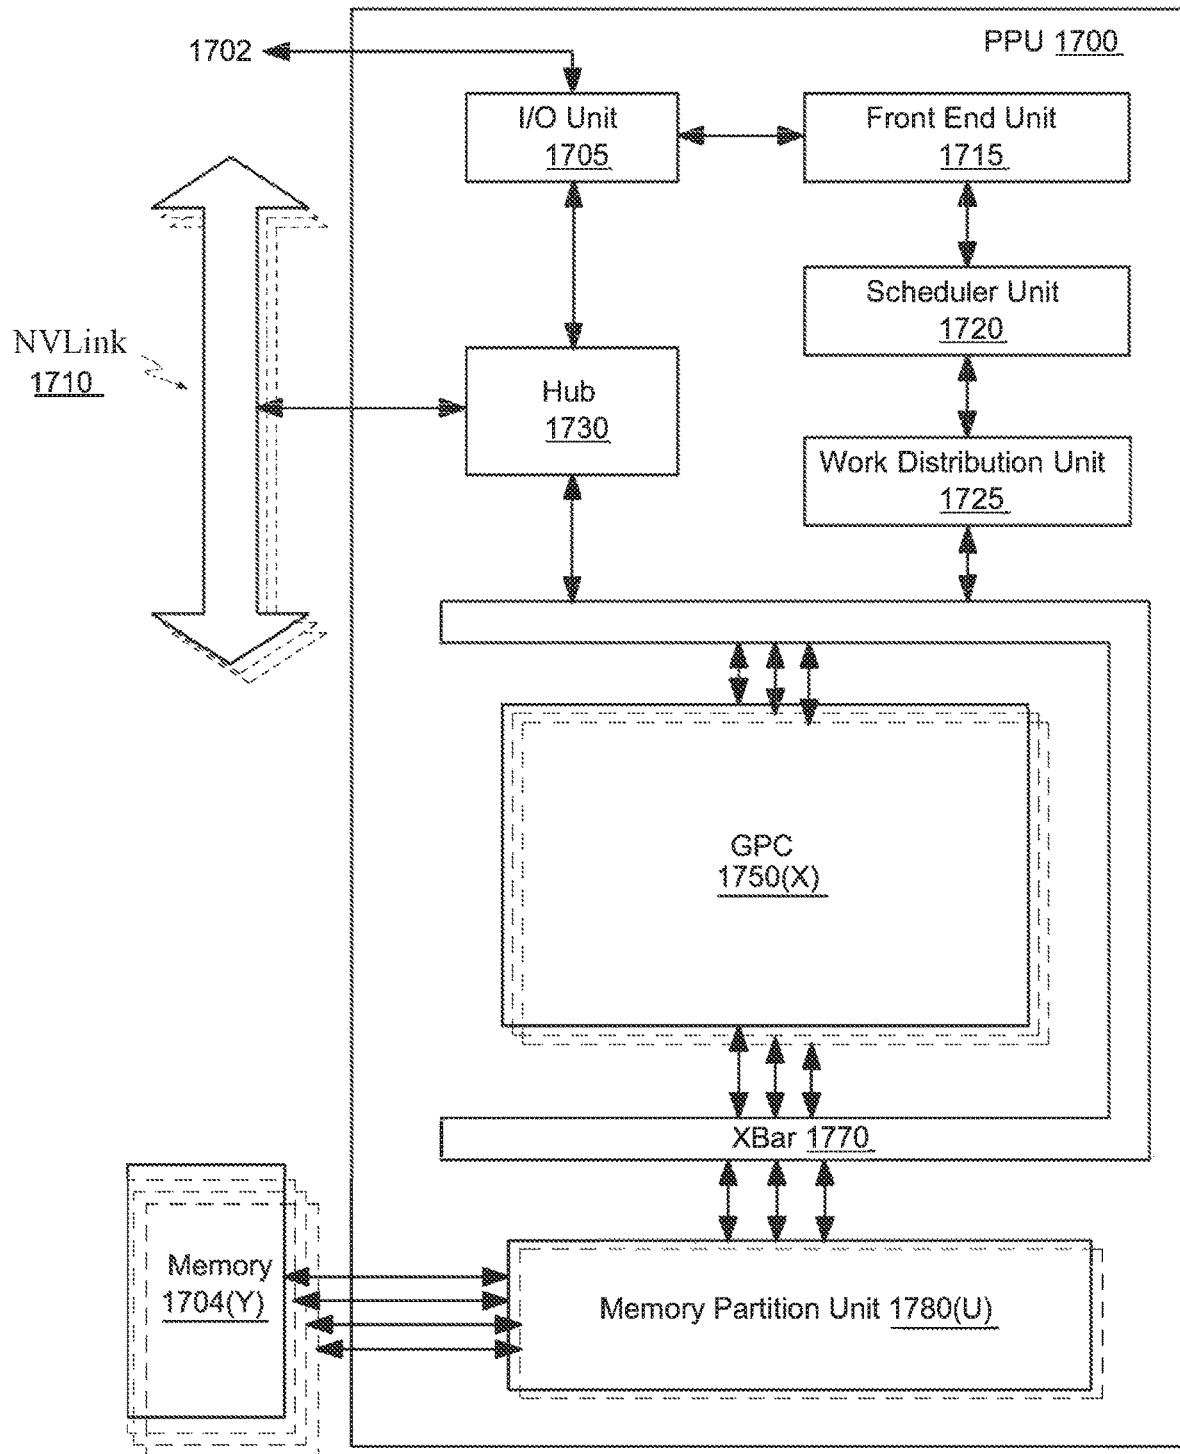 PPU 1700
1702
I/O Unit
1705
Front End Unit
1715
Scheduler Unit
1720
NVLink
1710
Hub
1730
Work Distribution Unit
1725
GPC
1750(X)
XBar 1770
Memory
1704(Y)
Memory Partition Unit 1780(U)